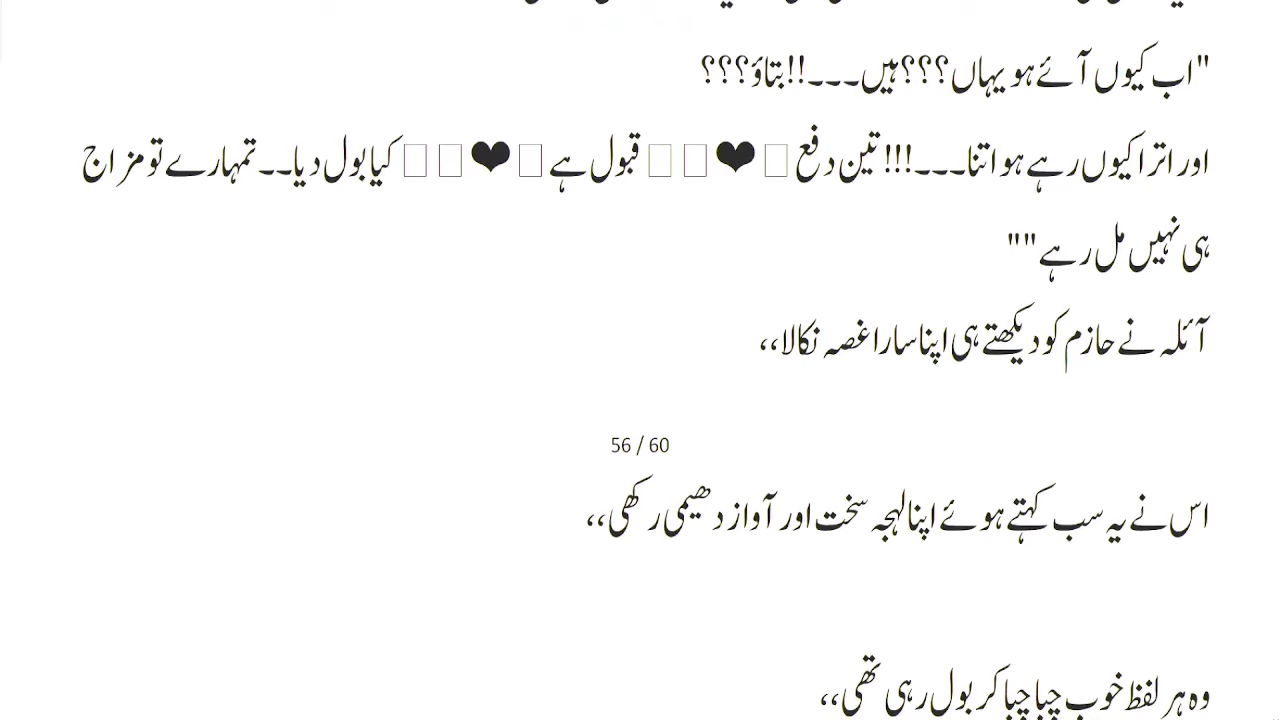 "اب کیوں آئے ہو یہاں؟؟؟ہیں۔۔۔!!بتاؤ؟؟؟
اور اترا کیوں رہے ہو اتنا۔۔۔!!!تین دفع □❤□□ قبول ہے □❤□□ کیا بول دیا۔۔تمہارے تو مزاج
ہی نہیں مل رہے ""
آئلہ نے حازم کو دیکھتے ہی اپنا سارا غصہ نکالا،،
56 / 60
اس نے یہ سب کہتے ہوئے اپنا لہجہ سخت اور آواز دھیمی رکھی،،
وہ ہر لفظ خوب چبا چبا کر بول رہی تھی،،